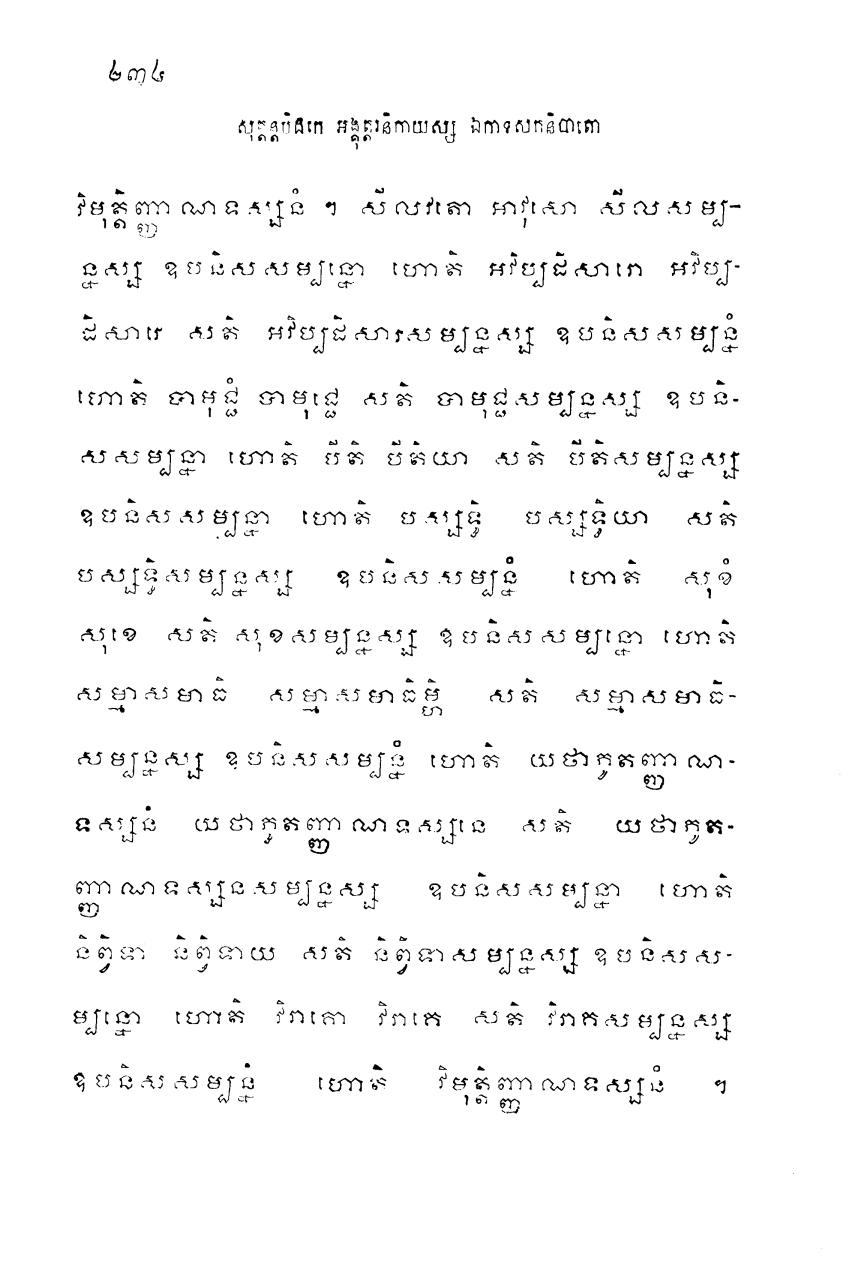 ២៣៤
សុត្តន្តបិដកេ អង្គុត្តរនិកាយស្ស ឯកាទសកនិបាតោ
វិមុត្តិញ្ញាណទស្សនំ ៗ សីលវតោ អាវុសោ សីលសម្ប-
ន្នស្ស ឧបនិសសម្បន្នោ ហោតិ អវិប្បដិសារោ អវិប្ប-
ដិសារេ សតិ អវិប្បដិសារសម្បន្នស្ស ឧបនិសសម្បន្នំ
ហោតិ បាមុជ្ជំ បាមុជ្ជេ សតិ បាមុជ្ជសម្បន្នស្ស ឧបនិ-
សសម្បន្នា ហោតិ បីតិ បីតិយា សតិ បីតិសម្បន្នស្ស
ឧបនិសសម្បន្នា ហោតិ បស្សទ្ធិ បស្សទ្ធិយា សតិ
បស្សទ្ធិសម្បន្នស្ស ឧបនិសសម្បន្នំ ហោតិ សុខំ
សុខេ សតិ សុខសម្បន្នស្ស ឧបនិសសម្បន្នោ ហោតិ
សម្មាសមាធិ សម្មាសមាធិម្ហិ សតិ សម្មាសមាធិ-
សម្បន្នស្ស ឧបនិសសម្បន្នំ ហោតិ យថាភូតញ្ញាណ-
ទស្សនំ យថាភូតញ្ញាណទស្សនេ សតិ យថាភូត-
ញ្ញាណទស្សនសម្បន្នស្ស ឧបនិសសម្បន្នា ហោតិ
និព្វិទា និព្វិទាយ សតិ និព្វិទាសម្បន្នស្ស ឧបនិសស-
ម្បន្នោ ហោតិ វិរាគោ វិរាគេ សតិ វិរាគសម្បន្នស្ស
ឧបនិសសម្បន្នំ ហោតិ វិមុត្តិញ្ញាណទស្សនំ ៗ